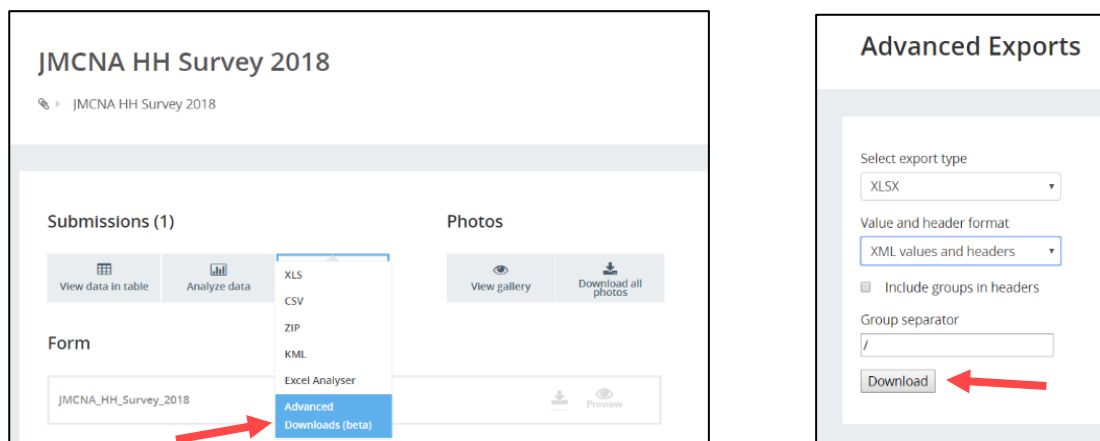 JMCNA HH Survey 2018
JMCNA HH Survey 2018
Submissions (1)
View data in table
Analyze data
XLS
CSV
ZIP
KML
Excel Analyser
Advanced
Downloads (beta)
Photos
View gallery
Download all
photos
Form
JMCNA_HH_Survey_2018
Preview
Advanced Exports
Select export type
XLSX
Value and header format
XML values and headers
Include groups in headers
Group separator
/
Download